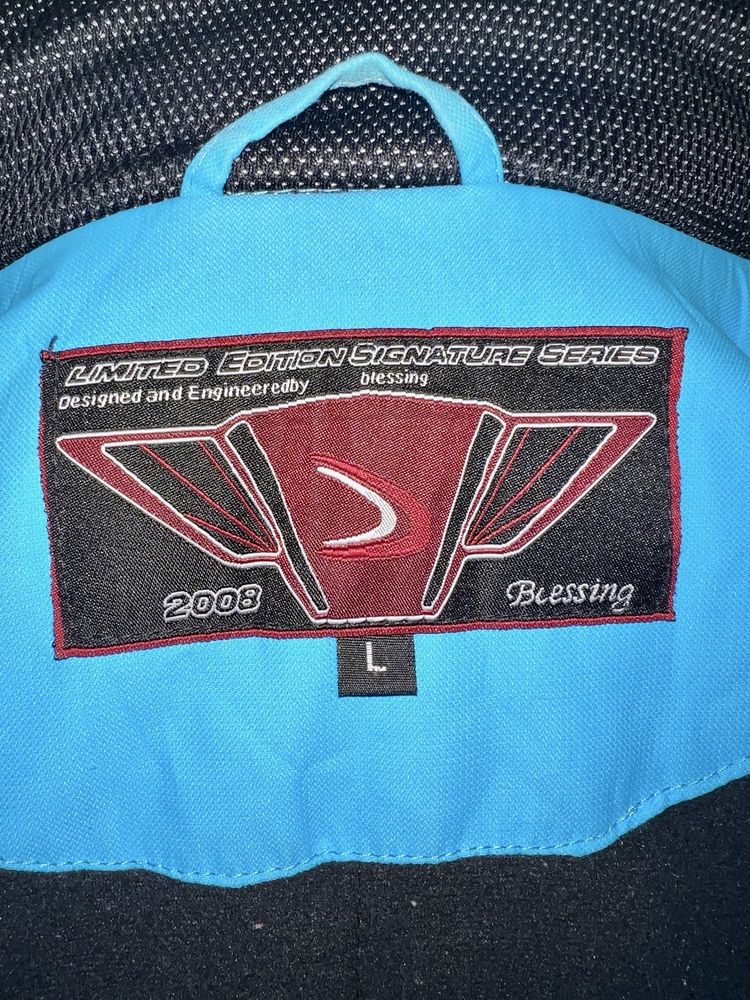 LIMITED EDITION SIGNATURE SERIES
Designed and Engineeredby blessing
2008
Blessing
L